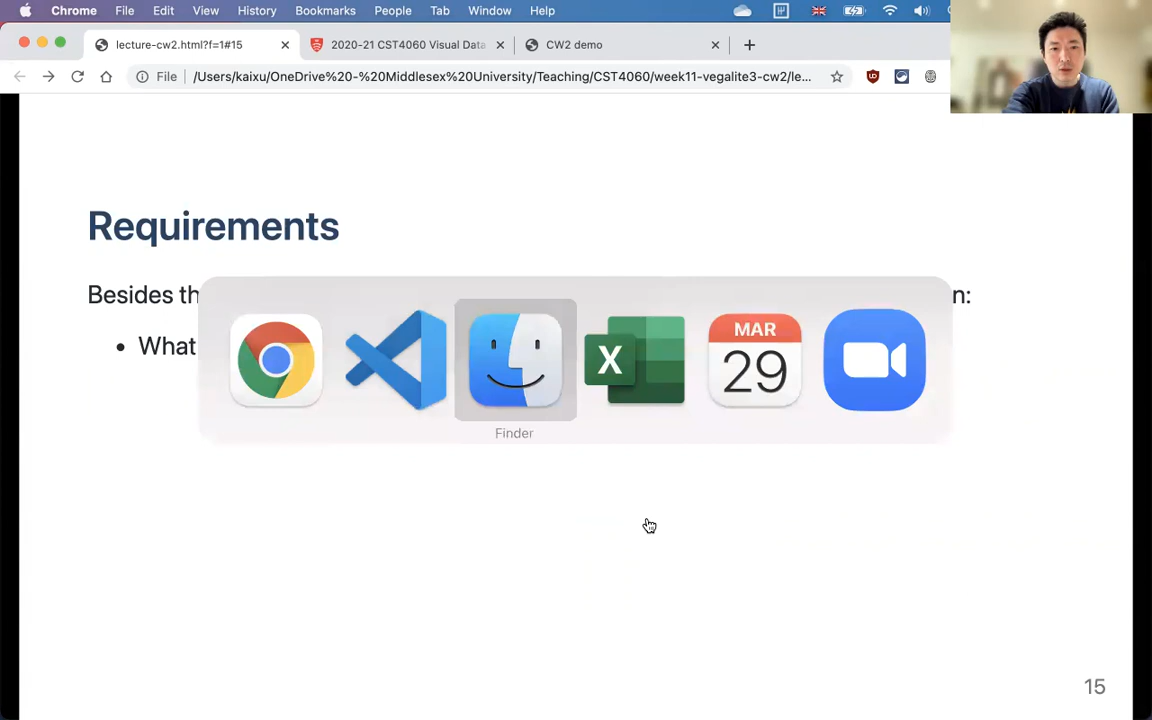 Chrome File Edit View History Bookmarks People Tab Window Help
lecture-cw2.html?f=1#15
2020-21 CST4060 Visual Data
CW2 demo
File
/Users/kaixu/OneDrive%20-%20Middlesex%20University/Teaching/CST4060/week11-vegalite3-cw2/le...
Requirements
Besides th
n:
What
X
MAR
29
Finder
15